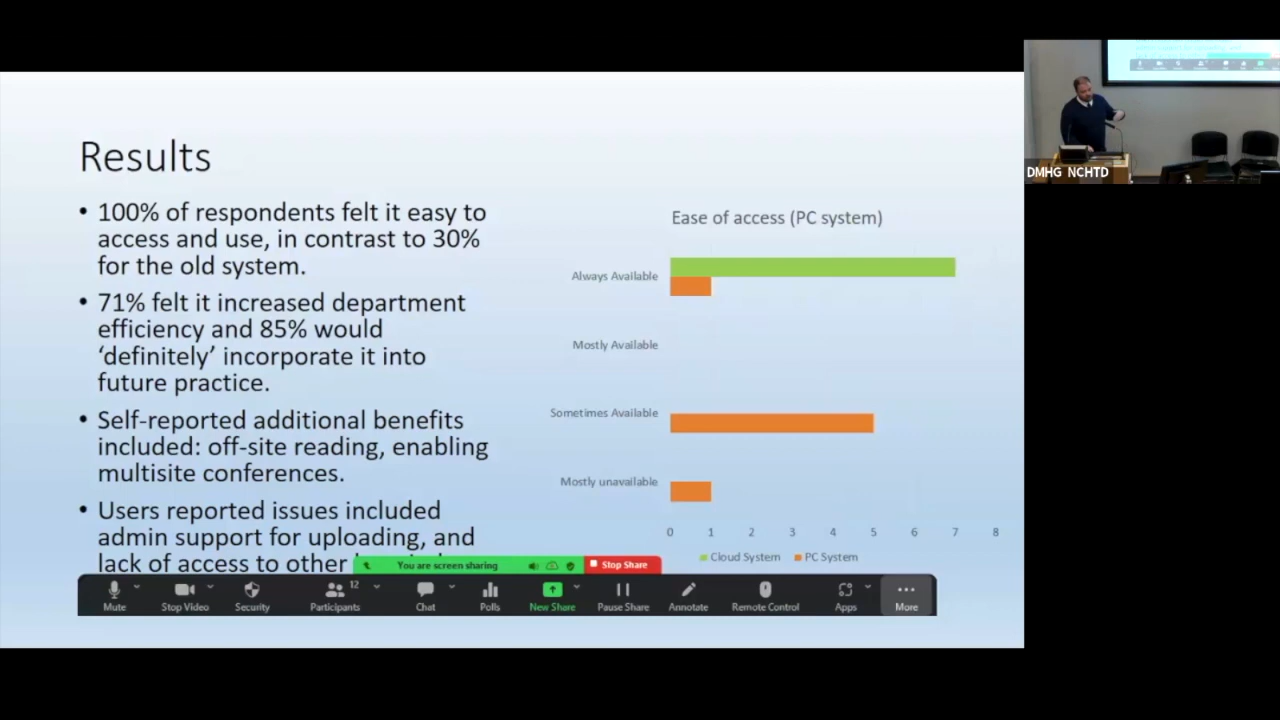 Results
• 100% of respondents felt it easy to
access and use, in contrast to 30%
for the old system.
• 71% felt it increased department
efficiency and 85% would
‘definitely’ incorporate it into
future practice.
• Self-reported additional benefits
included: off-site reading, enabling
multisite conferences.
• Users reported issues included
admin support for uploading, and
lack of access to other
Ease of access (PC system)
Always Available
Mostly Available
Sometimes Available
Mostly unavailable
0 1 2 3 4 5 6 7 8
Cloud System PC System
You are screen sharing Stop Share
12
Mute Stop Video Security Participants Chat Polls New Share Pause Share Annotate Remote Control Apps More
DMHG NCHTD